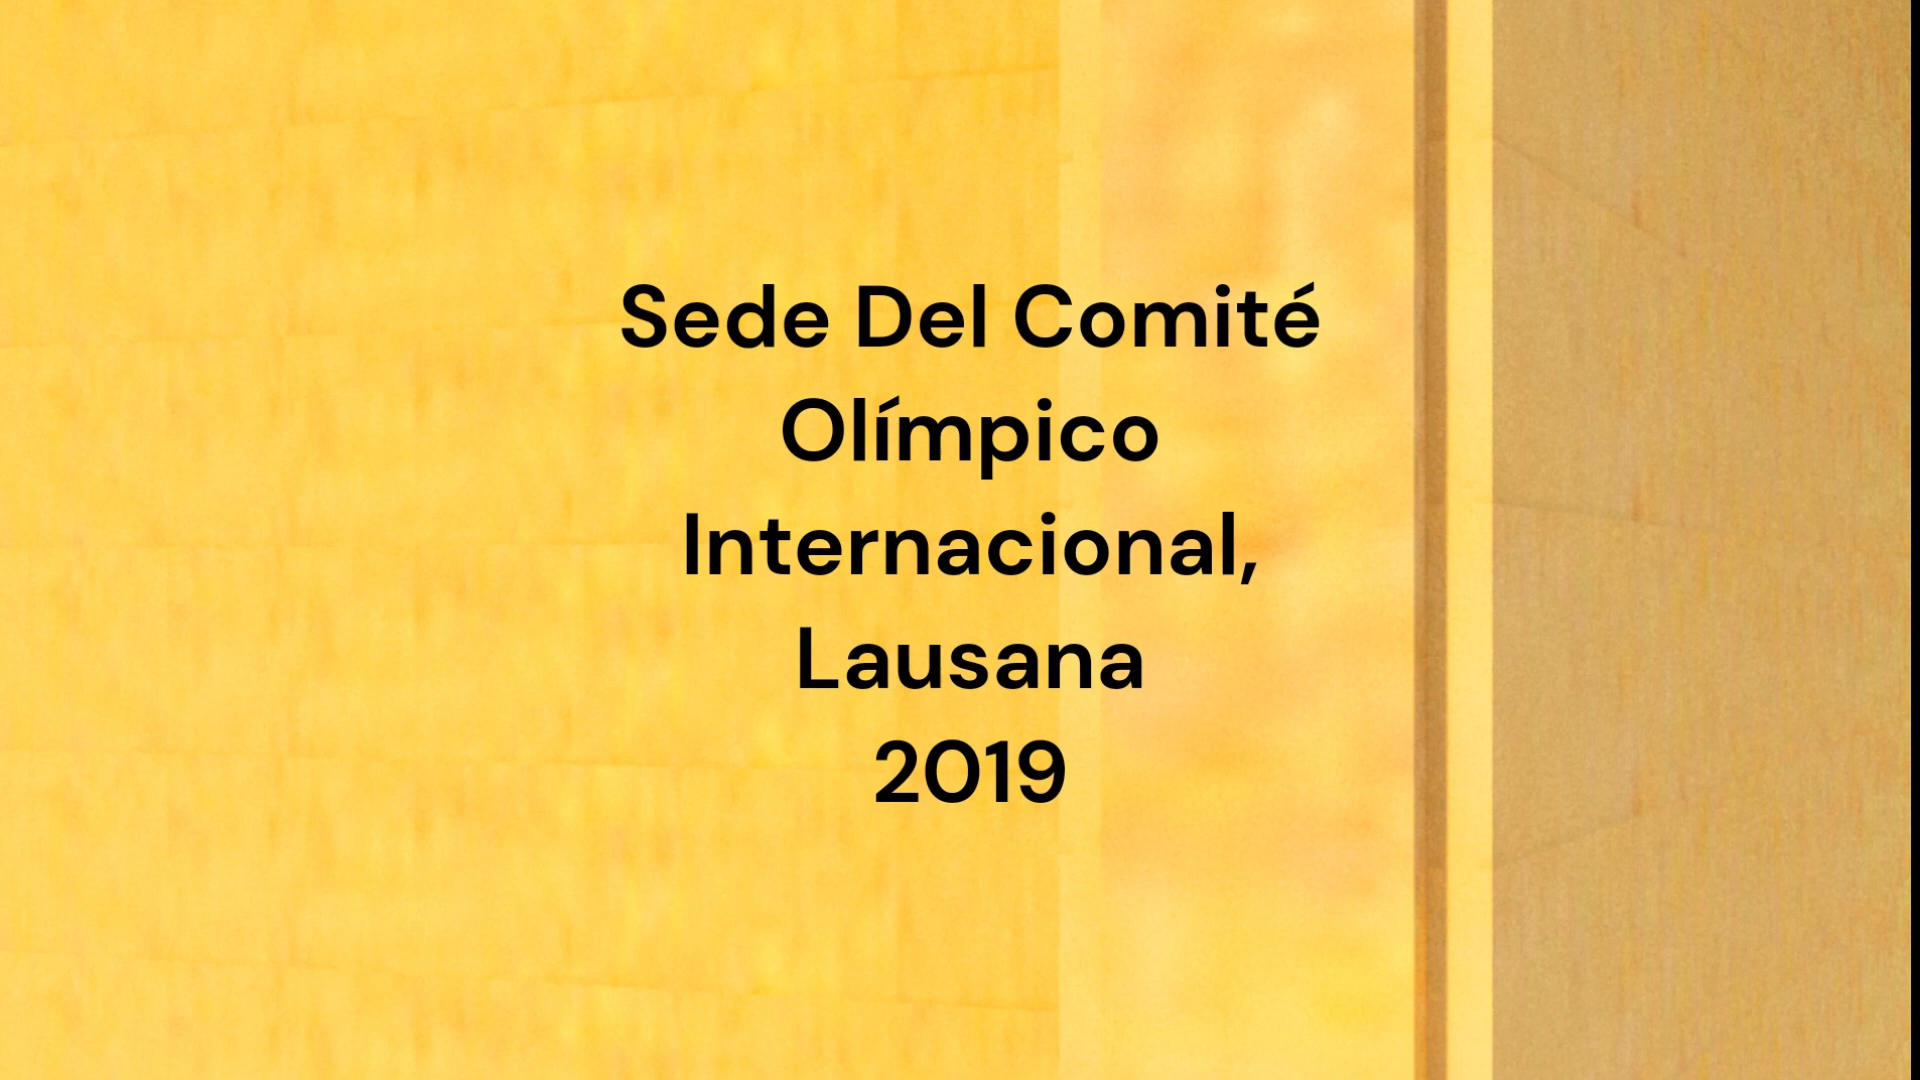 Sede Del Comité
Olímpico
Internacional,
Lausana
2019